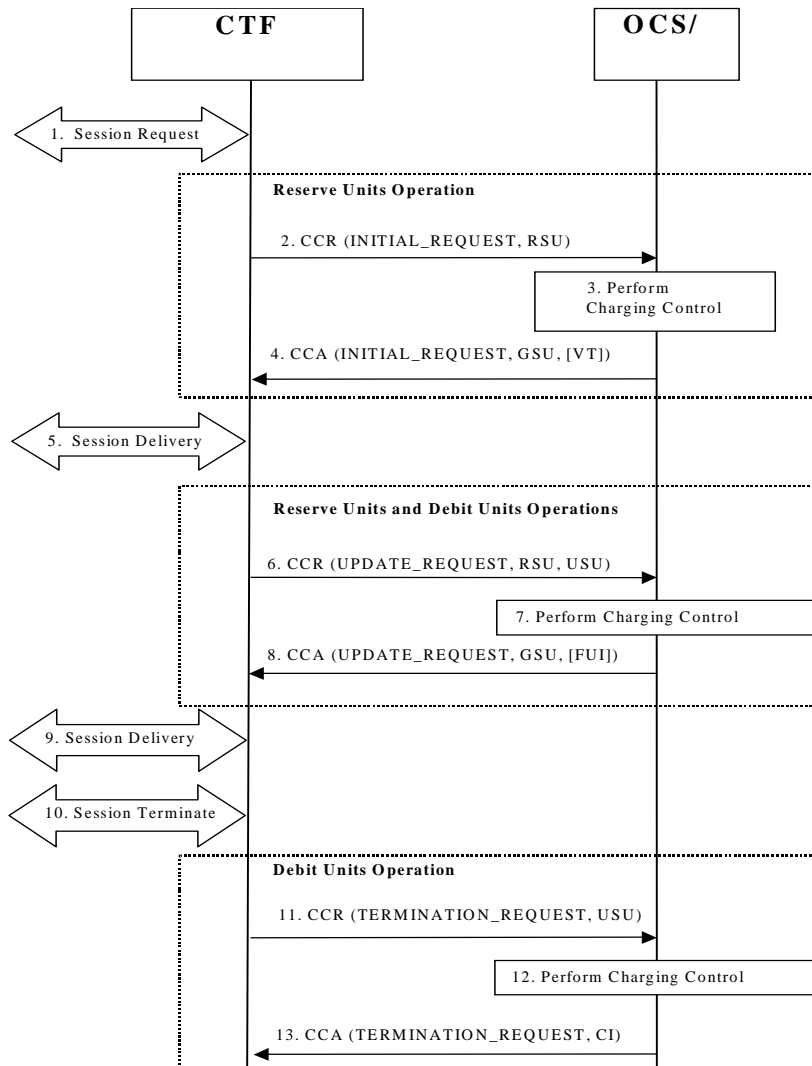 CTF
OCS/
1. Session Request
Reserve Units Operation
2. CCR (INITIAL_REQUEST, RSU)
3. Perform
Charging Control
4. CCA (INITIAL_REQUEST, GSU, [VT])
5. Session Delivery
Reserve Units and Debit Units Operations
6. CCR (UPDATE_REQUEST, RSU, USU)
7. Perform Charging Control
8. CCA (UPDATE_REQUEST, GSU, [FUI])
9. Session Delivery
10. Session Terminate
Debit Units Operation
11. CCR (TERMINATION_REQUEST, USU)
12. Perform Charging Control
13. CCA (TERMINATION_REQUEST, CI)